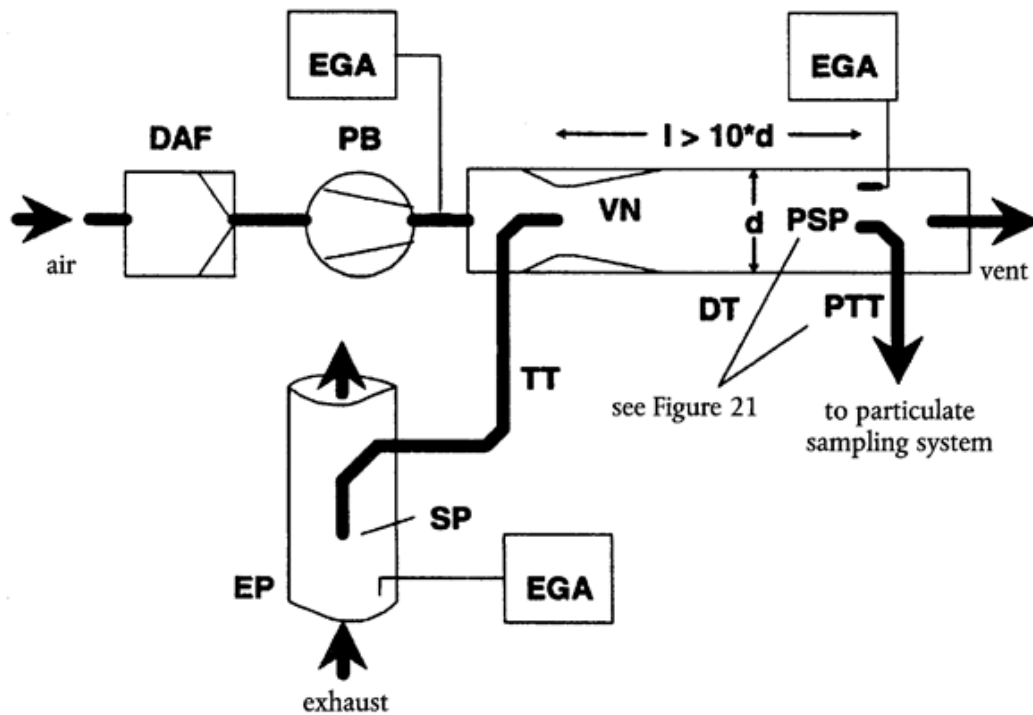 EGA
EGA
DAF
PB
l > 10*d
VN
d
PSP
air
vent
DT
PTT
TT
see Figure 21
to particulate
sampling system
SP
EP
EGA
exhaust